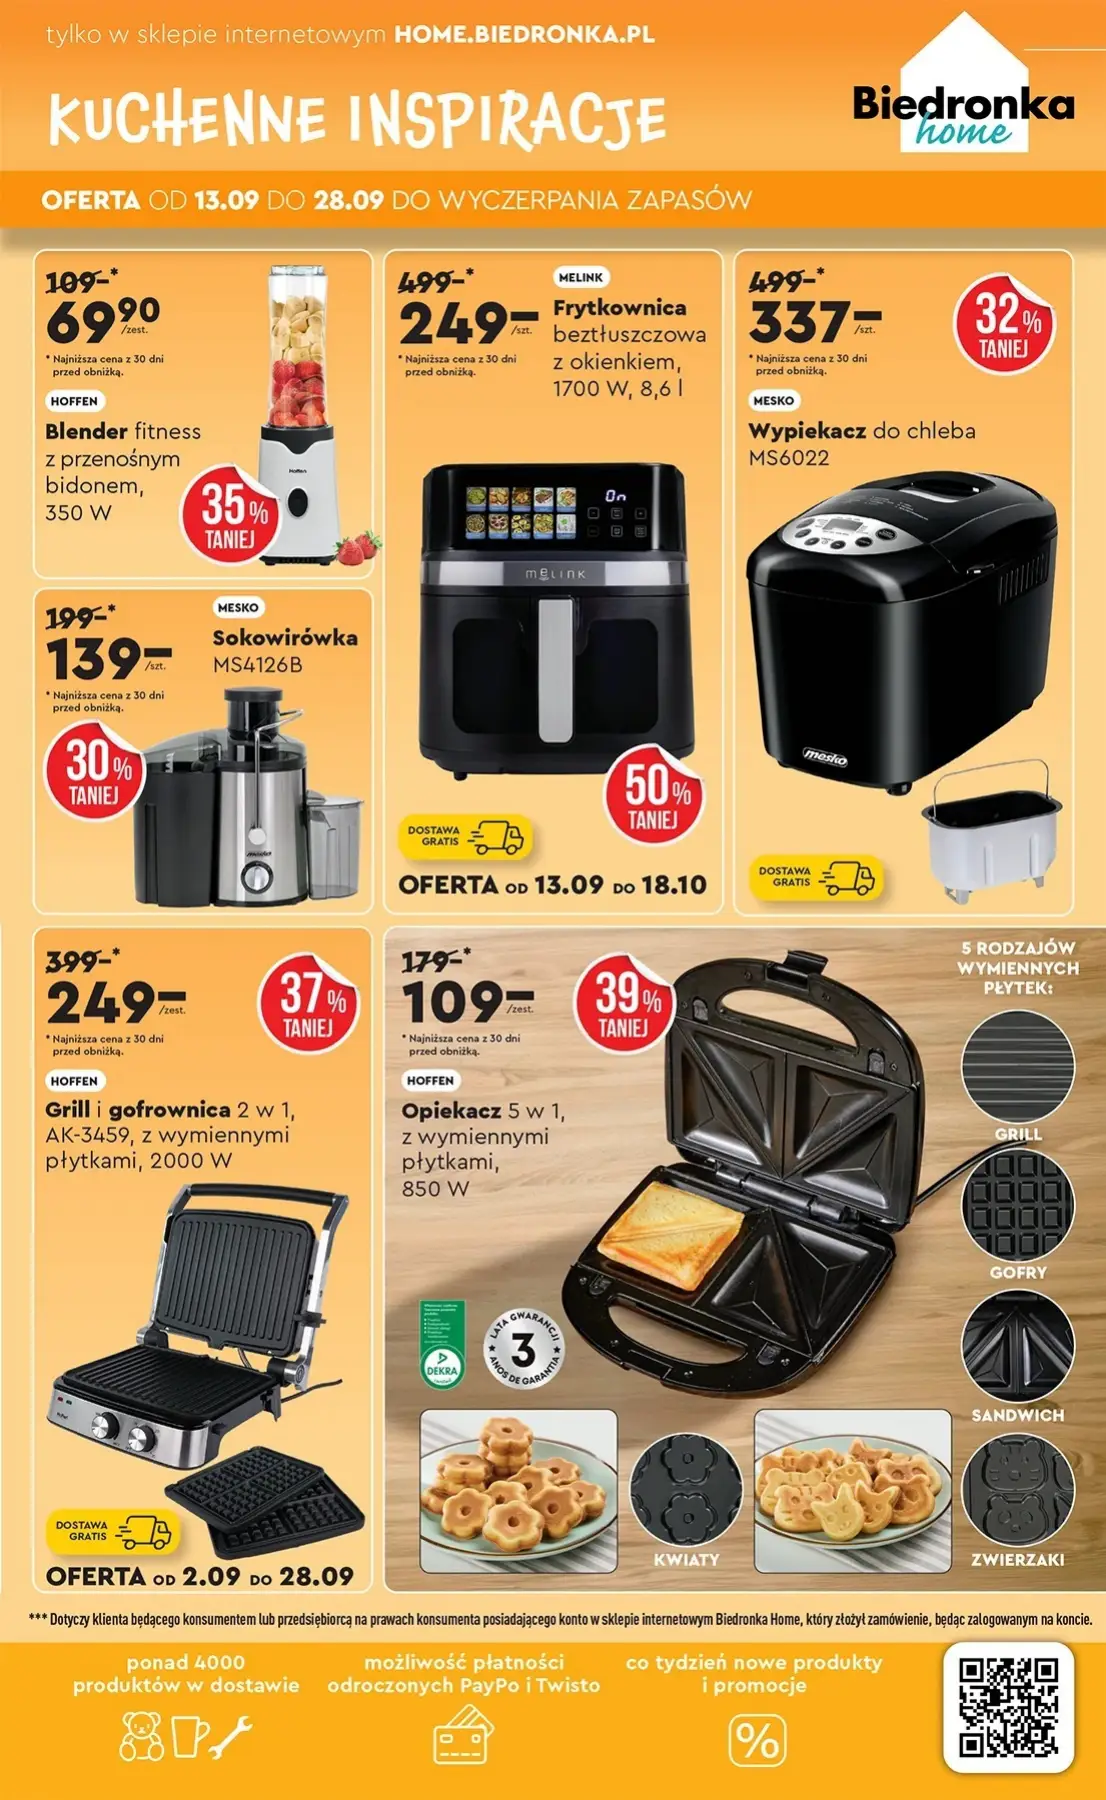 tylko w sklepie internetowym HOME.BIEDRONKA.PL
KUCHENNE INSPIRACJE
Biedronka
home
OFERTA OD 13.09 DO 28.09 DO WYCZERPANIA ZAPASÓW
109-*
69 90
/zest.
* Najniższa cena z 30 dni
przed obniżką.
HOFFEN
Blender fitness
z przenośnym
bidonem,
350 W
Hoffen
35%
TANIEJ
499-*
249-
/szt.
* Najniższa cena z 30 dni
przed obniżką.
MELINK
Frytkownica
beztłuszczowa
z okienkiem,
1700 W, 8,6 l
On
MELINK
50%
TANIEJ
DOSTAWA
GRATIS
OFERTA OD 13.09 DO 18.10
499-*
337-
/szt.
* Najniższa cena z 30 dni
przed obniżką.
32%
TANIEJ
MESKO
Wypiekacz do chleba
MS6022
mesko
DOSTAWA
GRATIS
199-*
139-
/szt.
* Najniższa cena z 30 dni
przed obniżką.
MESKO
Sokowirówka
MS4126B
30%
TANIEJ
399-*
249-
/zest.
* Najniższa cena z 30 dni
przed obniżką.
37%
TANIEJ
HOFFEN
Grill i gofrownica 2 w 1,
AK-3459, z wymiennymi
płytkami, 2000 W
DOSTAWA
GRATIS
OFERTA OD 2.09 DO 28.09
179-*
109-
/zest.
* Najniższa cena z 30 dni
przed obniżką.
39%
TANIEJ
HOFFEN
Opiekacz 5 w 1,
z wymiennymi
płytkami,
850 W
DEKRA
LATA GWARANCJI
3
AÑOS DE GARANTÍA
5 RODZAJÓW
WYMIENNYCH
PŁYTEK:
GRILL
GOFRY
SANDWICH
KWIATY
ZWIERZAKI
*** Dotyczy klienta będącego konsumentem lub przedsiębiorcą na prawach konsumenta posiadającego konto w sklepie internetowym Biedronka Home, który złożył zamówienie, będąc zalogowanym na koncie.
ponad 4000
produktów w dostawie
możliwość płatności
odroczonych PayPo i Twisto
co tydzień nowe produkty
i promocje
%